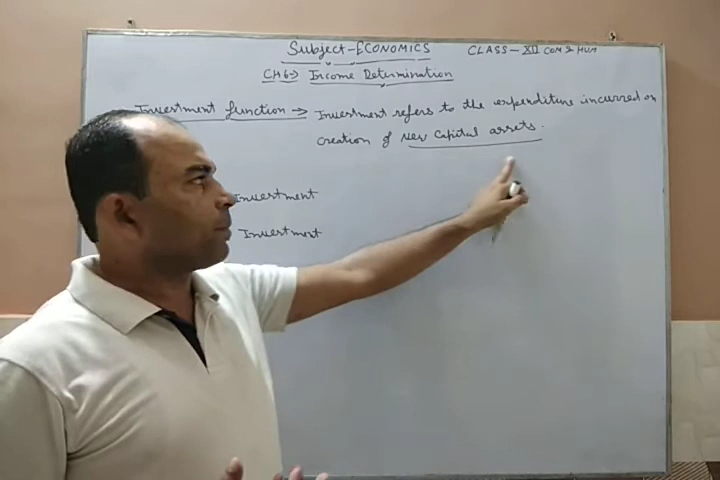 Subject-ECONOMICS CLASS-XII COM & HUM
CH6→ Income Determination
Investment function → Investment refers to the expenditure incurred on
creation of New Capital assets.
Investment
Investment